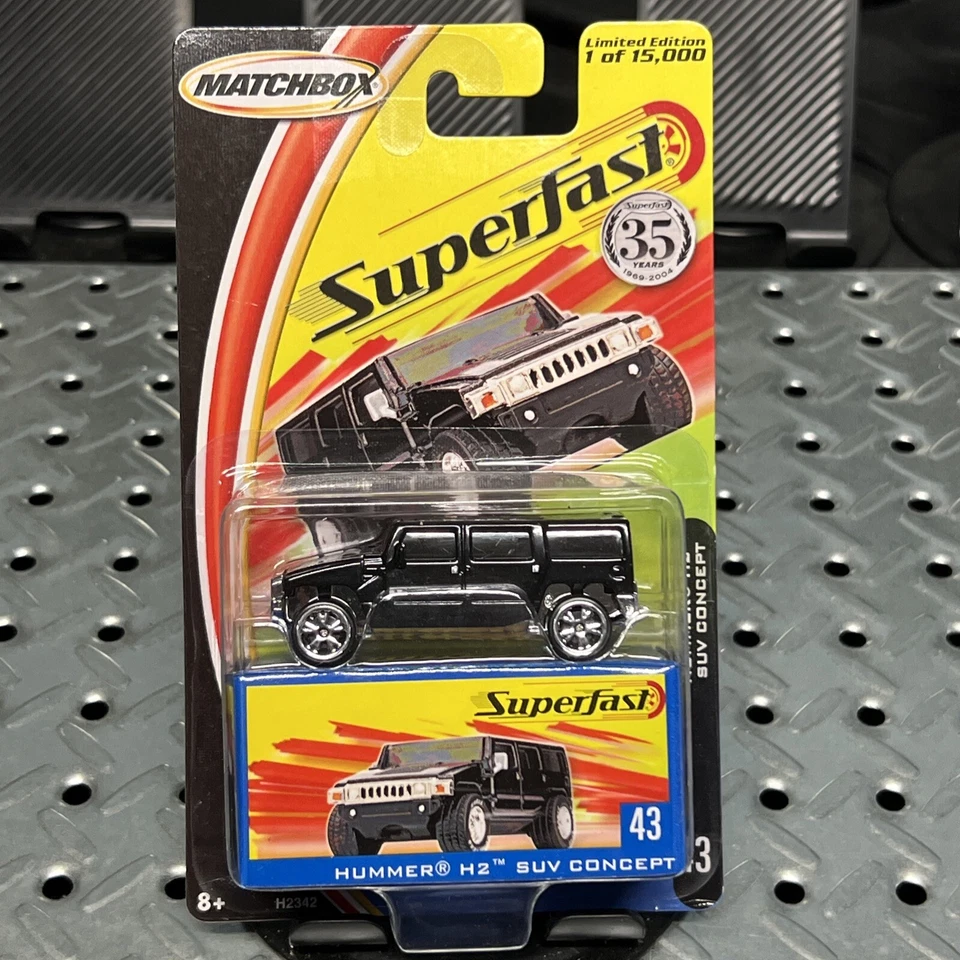 MATCHBOX®
Limited Edition
1 of 15,000
Superfast®
Superfast
35
YEARS
1969-2004
SUV CONCEPT
Superfast
43
HUMMER® H2™ SUV CONCEPT
8+
H2342